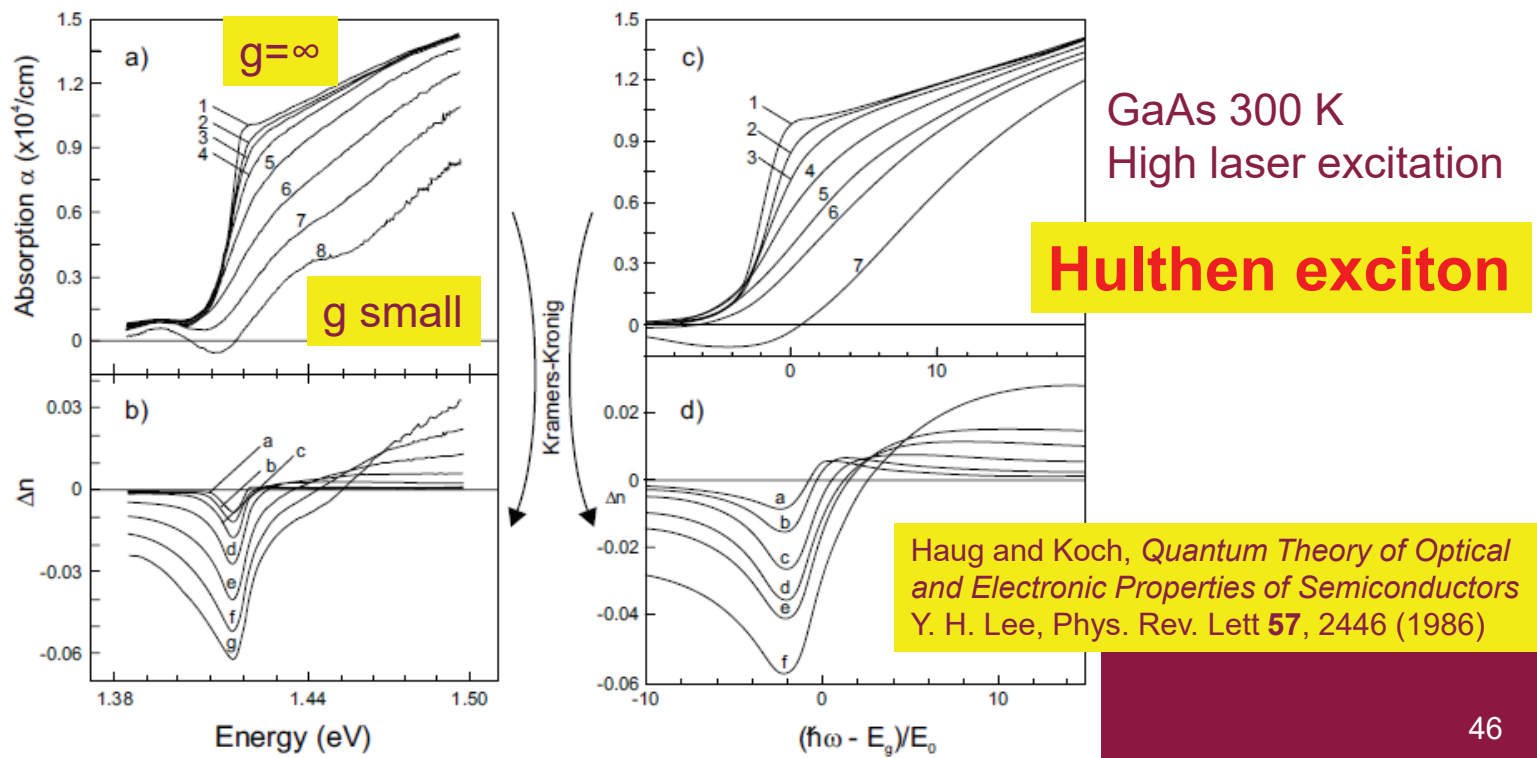 1.5
1.2
0.9
0.6
0.3
0
Absorption α (x10⁴/cm)
a)
g=∞
1
2
3
4
5
6
7
8
g small
0.03
0
-0.03
-0.06
Δn
b)
a
b
c
d
e
f
g
1.38 1.44 1.50
Energy (eV)
Kramers-Kronig
1.5
1.2
0.9
0.6
0.3
0
c)
1
2
3
4
5
6
7
0 10
0.02
0
Δn
-0.02
-0.04
-0.06
d)
a
b
c
d
e
f
-10 0 10
(ħω - E₀)/E₀
GaAs 300 K
High laser excitation
Hulthen exciton
Haug and Koch, Quantum Theory of Optical
and Electronic Properties of Semiconductors
Y. H. Lee, Phys. Rev. Lett 57, 2446 (1986)
46